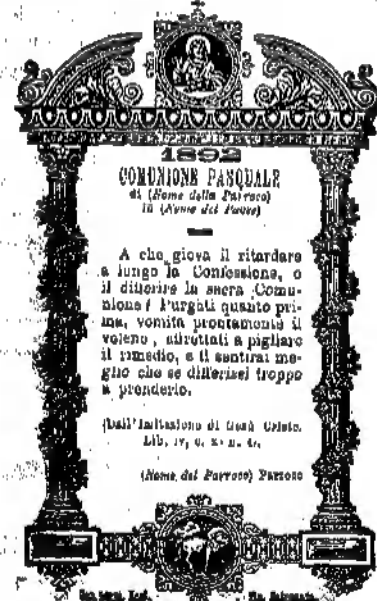 1892
COMUNIONE PASQUALE
di (Nome della Parroco)
in (Nome del Paese)
A che giova il ritardare
a lungo la Confessione, o
il differire la sacra Comu-
nione? Purgati quanto pri-
ma, vomita prontamente il
veleno, affrettati a pigliare
il rimedio, e ti sentirai me-
glio che se differisci troppo
a prenderlo.
(Dall'Imitazione di Gesù Cristo.
Lib. IV, c. X. n. 4).
(Nome del Parroco) Parroco